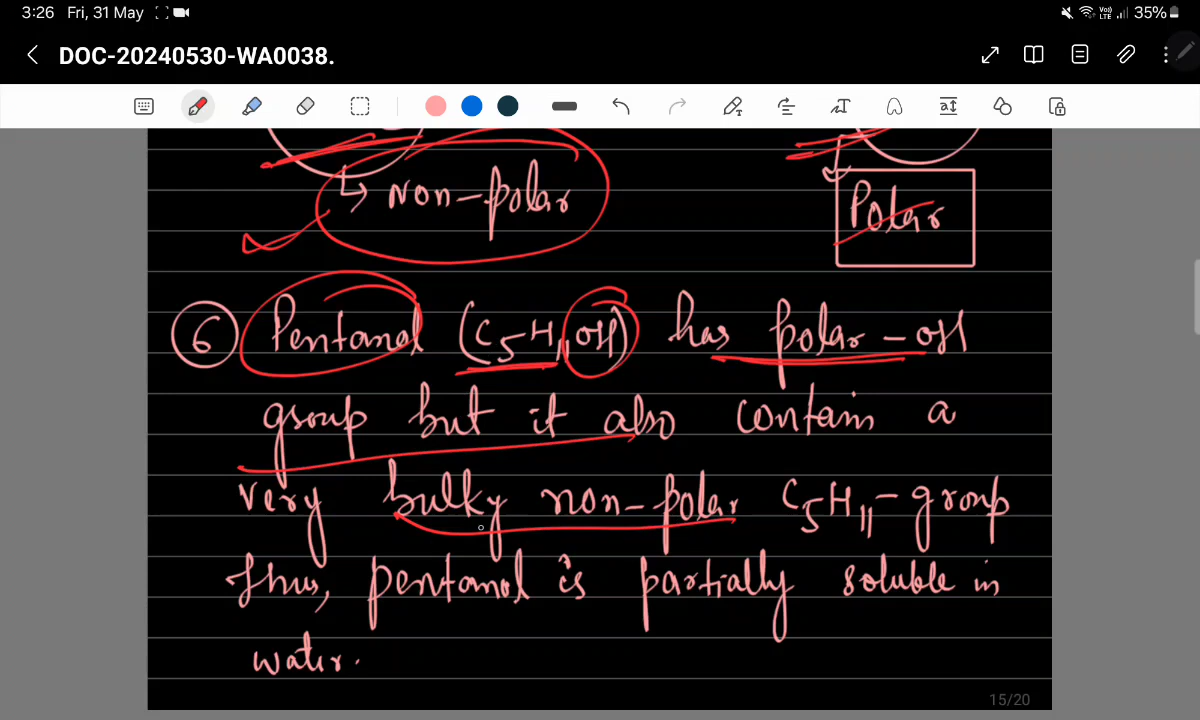 3:26 Fri, 31 May 35%
DOC-20240530-WA0038.
Non-polar
Polar
6 Pentanol (C5H11OH) has polar -OH
group but it also contain a
very bulky non-polar C5H11- group
Thus, pentanol is partially soluble in
water.
15/20